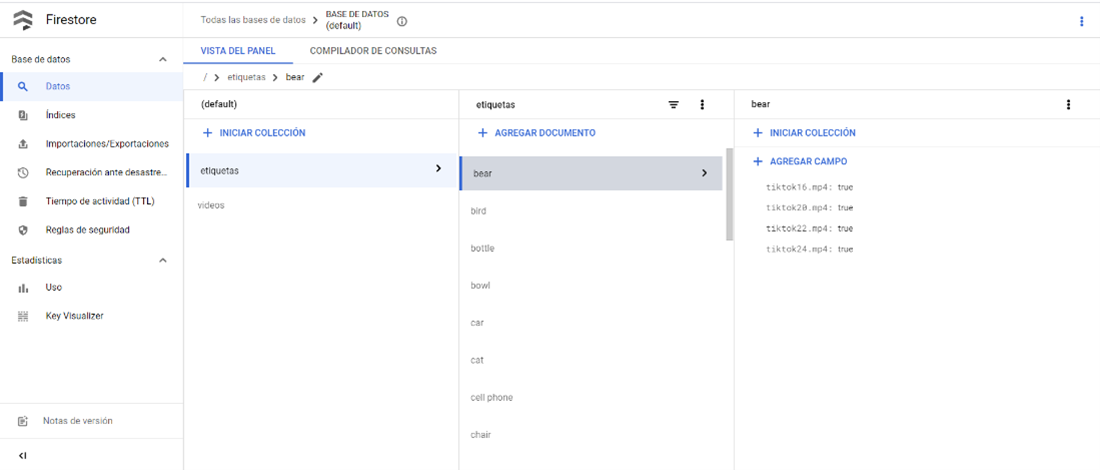 Firestore
Todas las bases de datos
BASE DE DATOS
(default)
Base de datos
Datos
Índices
Importaciones/Exportaciones
Recuperación ante desastre...
Tiempo de actividad (TTL)
Reglas de seguridad
Estadísticas
Uso
Key Visualizer
Notas de versión
VISTA DEL PANEL
COMPILADOR DE CONSULTAS
/ > etiquetas > bear
(default)
INICIAR COLECCIÓN
etiquetas
videos
etiquetas
AGREGAR DOCUMENTO
bear
bird
bottle
bowl
car
cat
cell phone
chair
bear
INICIAR COLECCIÓN
AGREGAR CAMPO
tiktok16.mp4: true
tiktok20.mp4: true
tiktok22.mp4: true
tiktok24.mp4: true